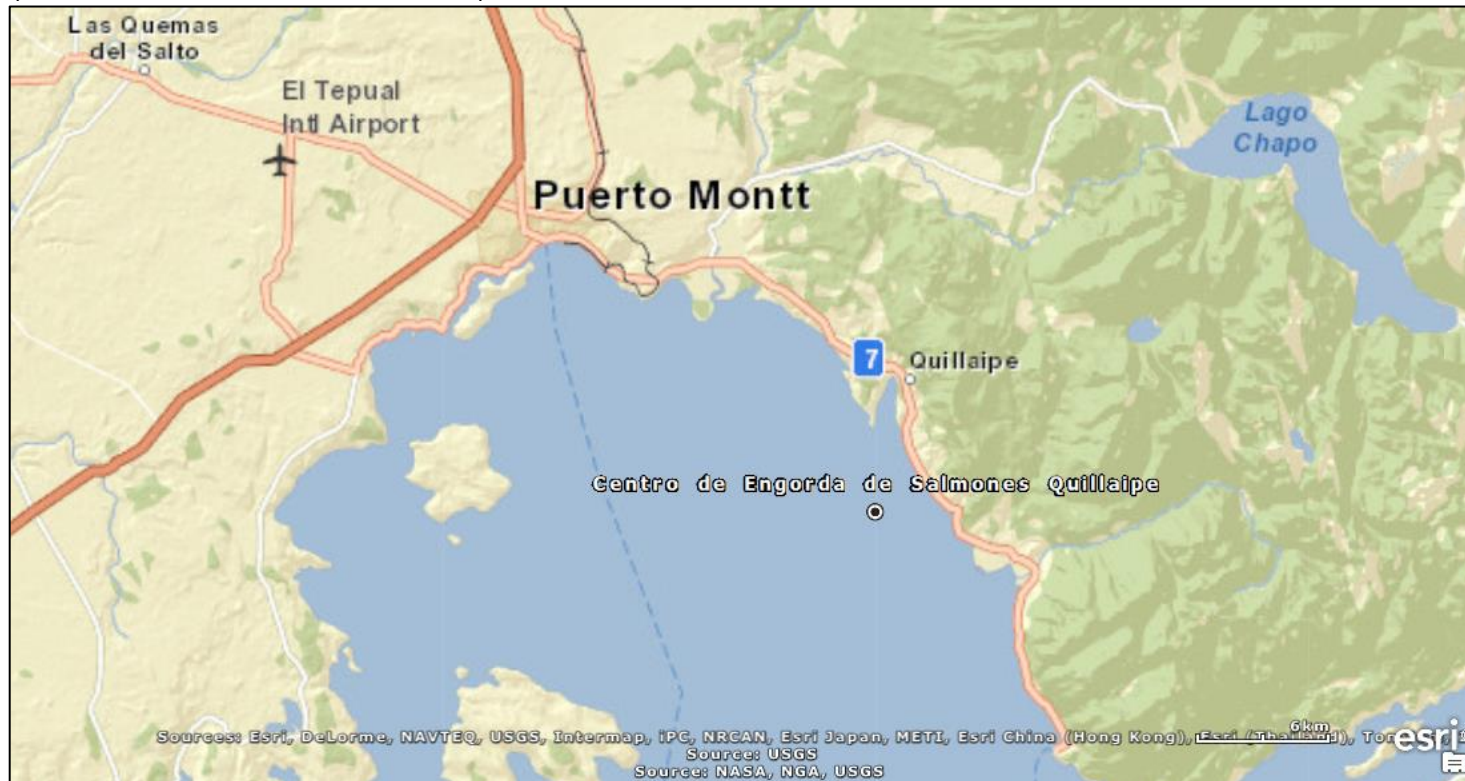 Las Quemas
del Salto
El Tepual
Intl Airport
Lago
Chapo
Puerto Montt
7
Quillaipe
Centro de Engorda de Salmones Quillaipe
6km
Sources: Esri, DeLorme, NAVTEQ, USGS, Intermap, iPC, NRCAN, Esri Japan, METI, Esri China (Hong Kong), Esri (Thailand),
esri
Source: USGS
Source: NASA, NGA, USGS